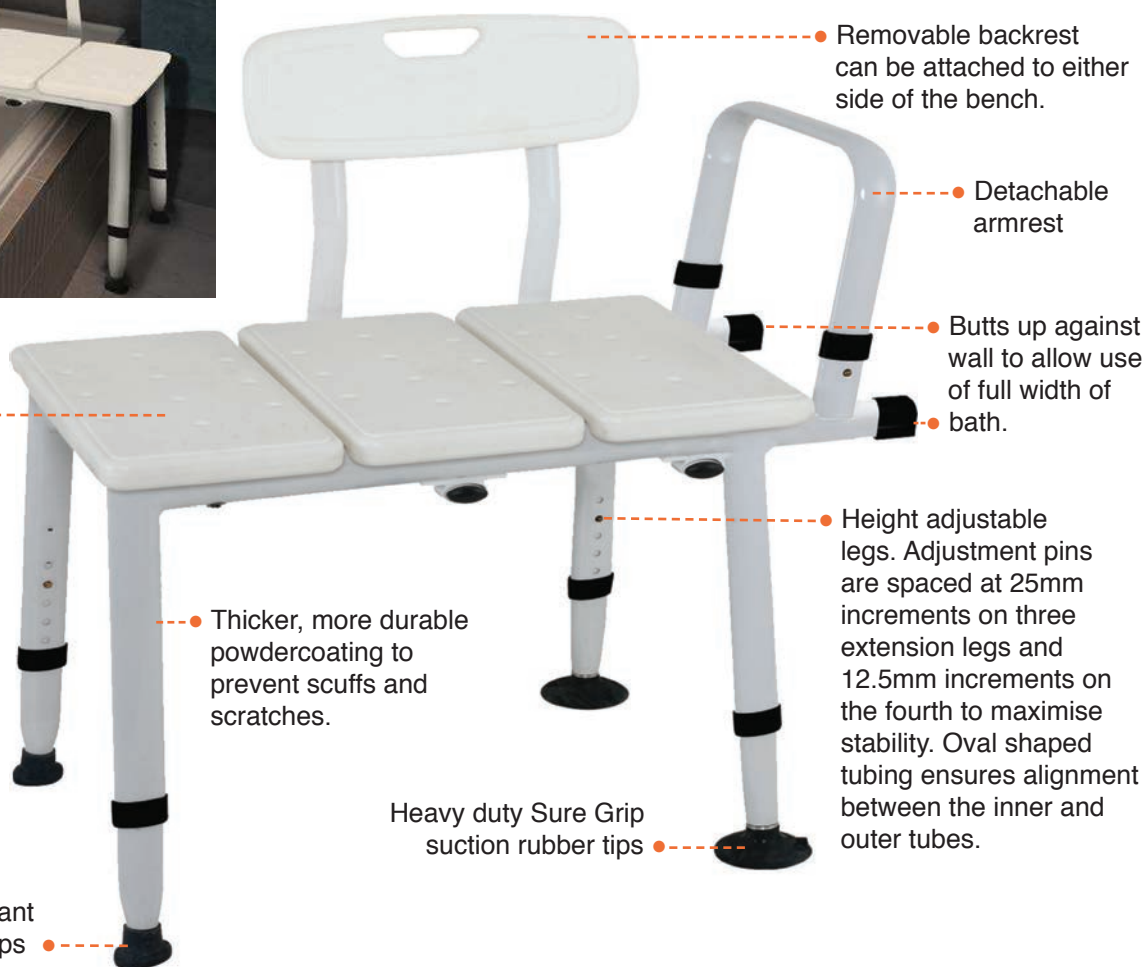 Removable backrest
can be attached to either
side of the bench.
Detachable
armrest
Butts up against
wall to allow use
of full width of
bath.
Height adjustable
legs. Adjustment pins
are spaced at 25mm
increments on three
extension legs and
12.5mm increments on
the fourth to maximise
stability. Oval shaped
tubing ensures alignment
between the inner and
outer tubes.
Thicker, more durable
powdercoating to
prevent scuffs and
scratches.
Heavy duty Sure Grip
suction rubber tips